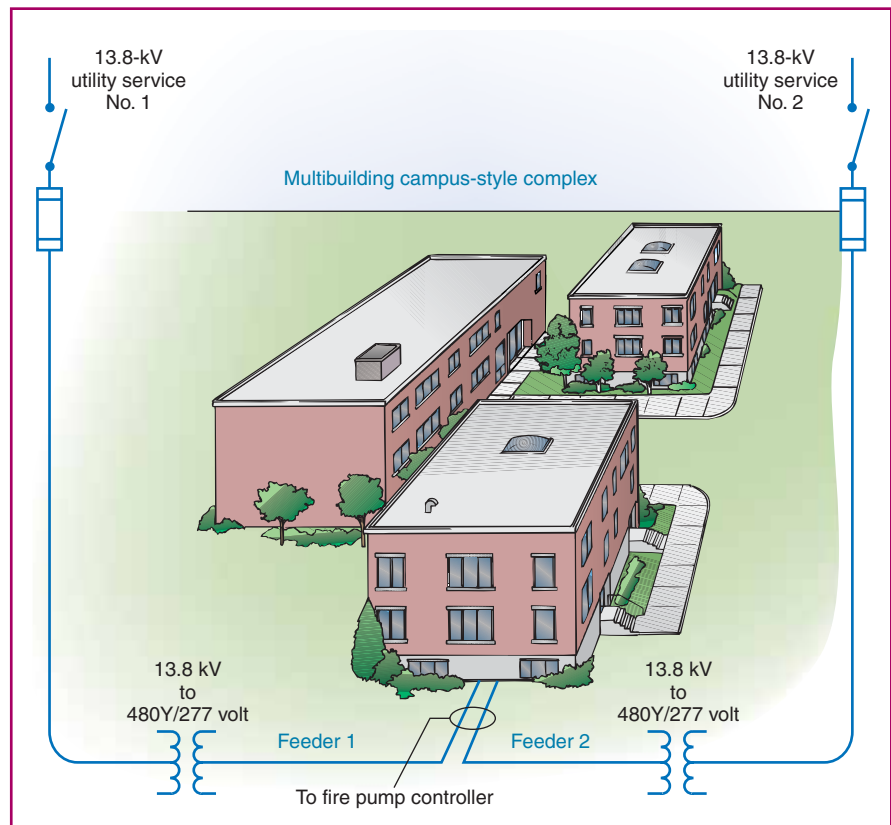 13.8-kV
utility service
No. 1
13.8-kV
utility service
No. 2
Multibuilding campus-style complex
13.8 kV
to
480Y/277 volt
13.8 kV
to
480Y/277 volt
Feeder 1
Feeder 2
To fire pump controller